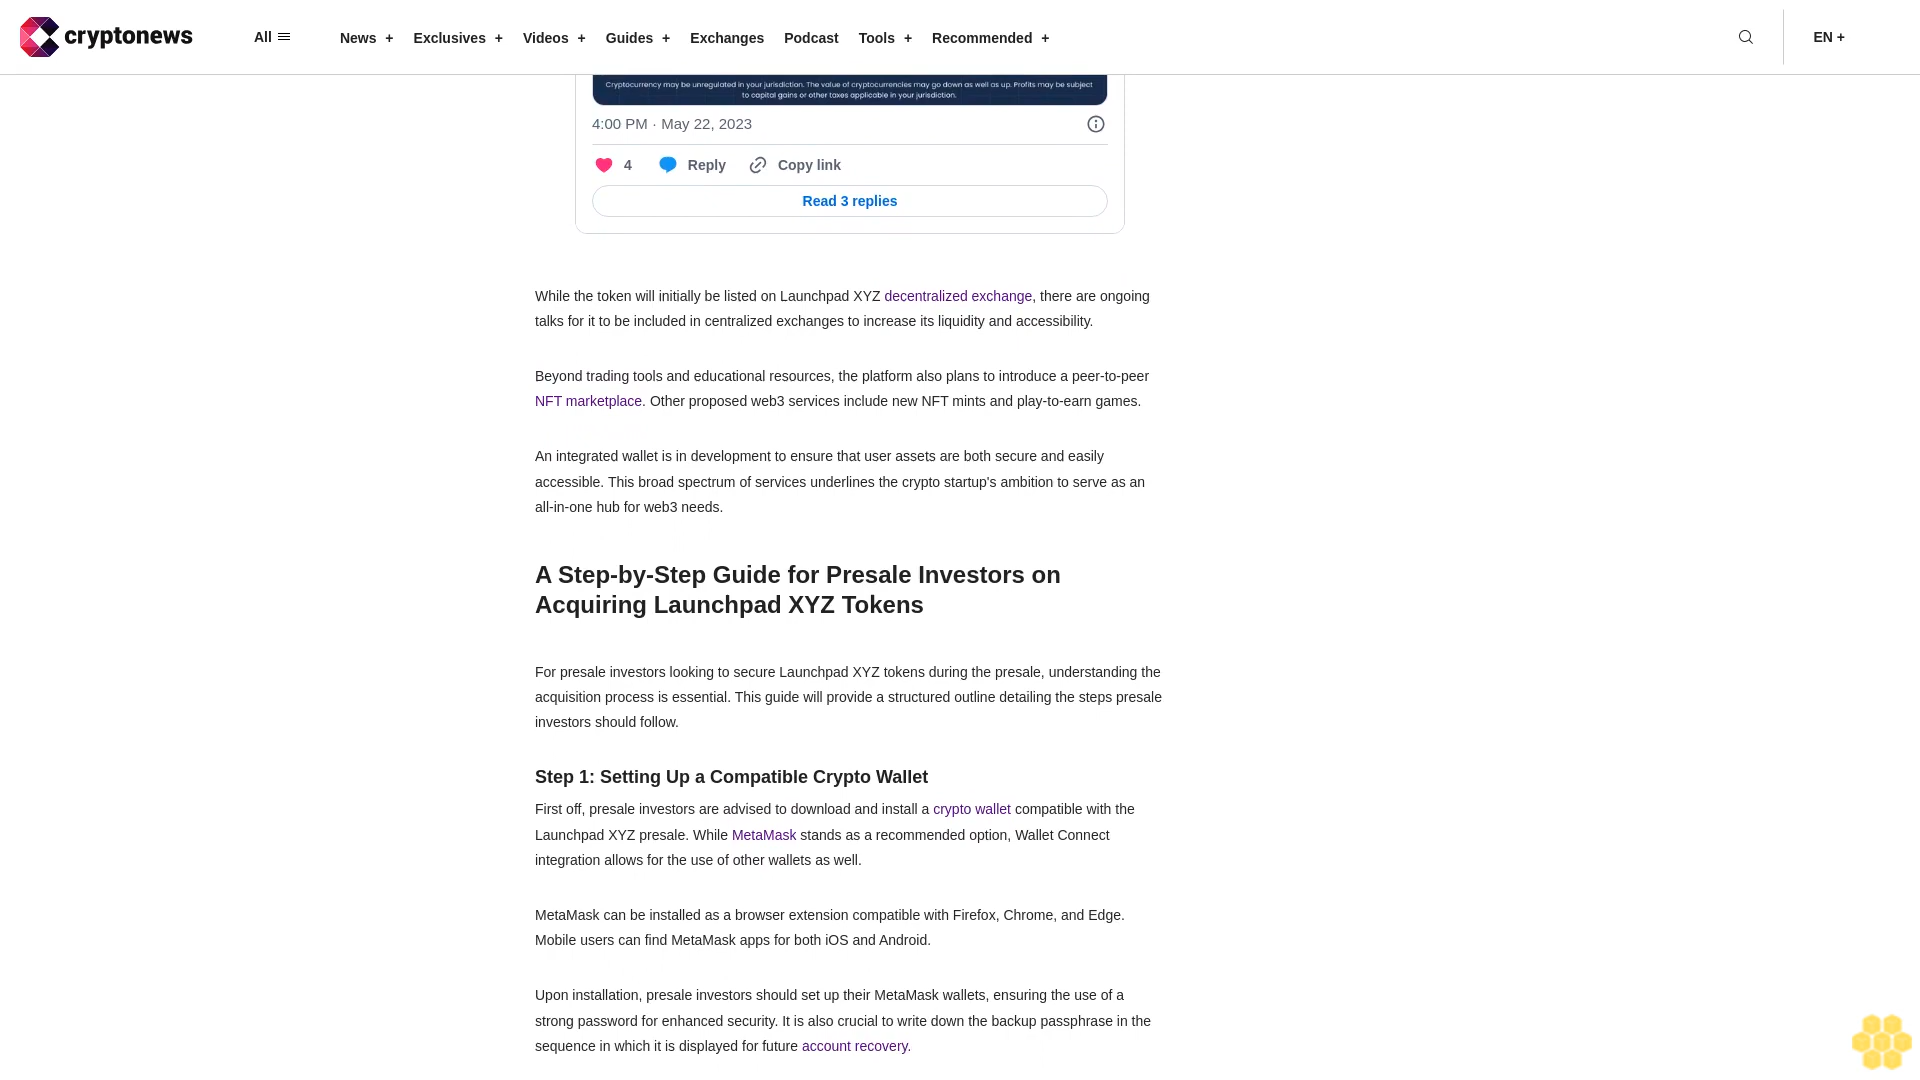 cryptonews
All
News +
Exclusives +
Videos +
Guides +
Exchanges
Podcast
Tools +
Recommended +
EN +
Cryptocurrency may be unregulated in your jurisdiction. The value of cryptocurrencies may go down as well as up. Profits may be subject
to capital gains or other taxes applicable in your jurisdiction.
4:00 PM · May 22, 2023
4
Reply
Copy link
Read 3 replies
While the token will initially be listed on Launchpad XYZ decentralized exchange, there are ongoing
talks for it to be included in centralized exchanges to increase its liquidity and accessibility.
Beyond trading tools and educational resources, the platform also plans to introduce a peer-to-peer
NFT marketplace. Other proposed web3 services include new NFT mints and play-to-earn games.
An integrated wallet is in development to ensure that user assets are both secure and easily
accessible. This broad spectrum of services underlines the crypto startup's ambition to serve as an
all-in-one hub for web3 needs.
A Step-by-Step Guide for Presale Investors on
Acquiring Launchpad XYZ Tokens
For presale investors looking to secure Launchpad XYZ tokens during the presale, understanding the
acquisition process is essential. This guide will provide a structured outline detailing the steps presale
investors should follow.
Step 1: Setting Up a Compatible Crypto Wallet
First off, presale investors are advised to download and install a crypto wallet compatible with the
Launchpad XYZ presale. While MetaMask stands as a recommended option, Wallet Connect
integration allows for the use of other wallets as well.
MetaMask can be installed as a browser extension compatible with Firefox, Chrome, and Edge.
Mobile users can find MetaMask apps for both iOS and Android.
Upon installation, presale investors should set up their MetaMask wallets, ensuring the use of a
strong password for enhanced security. It is also crucial to write down the backup passphrase in the
sequence in which it is displayed for future account recovery.